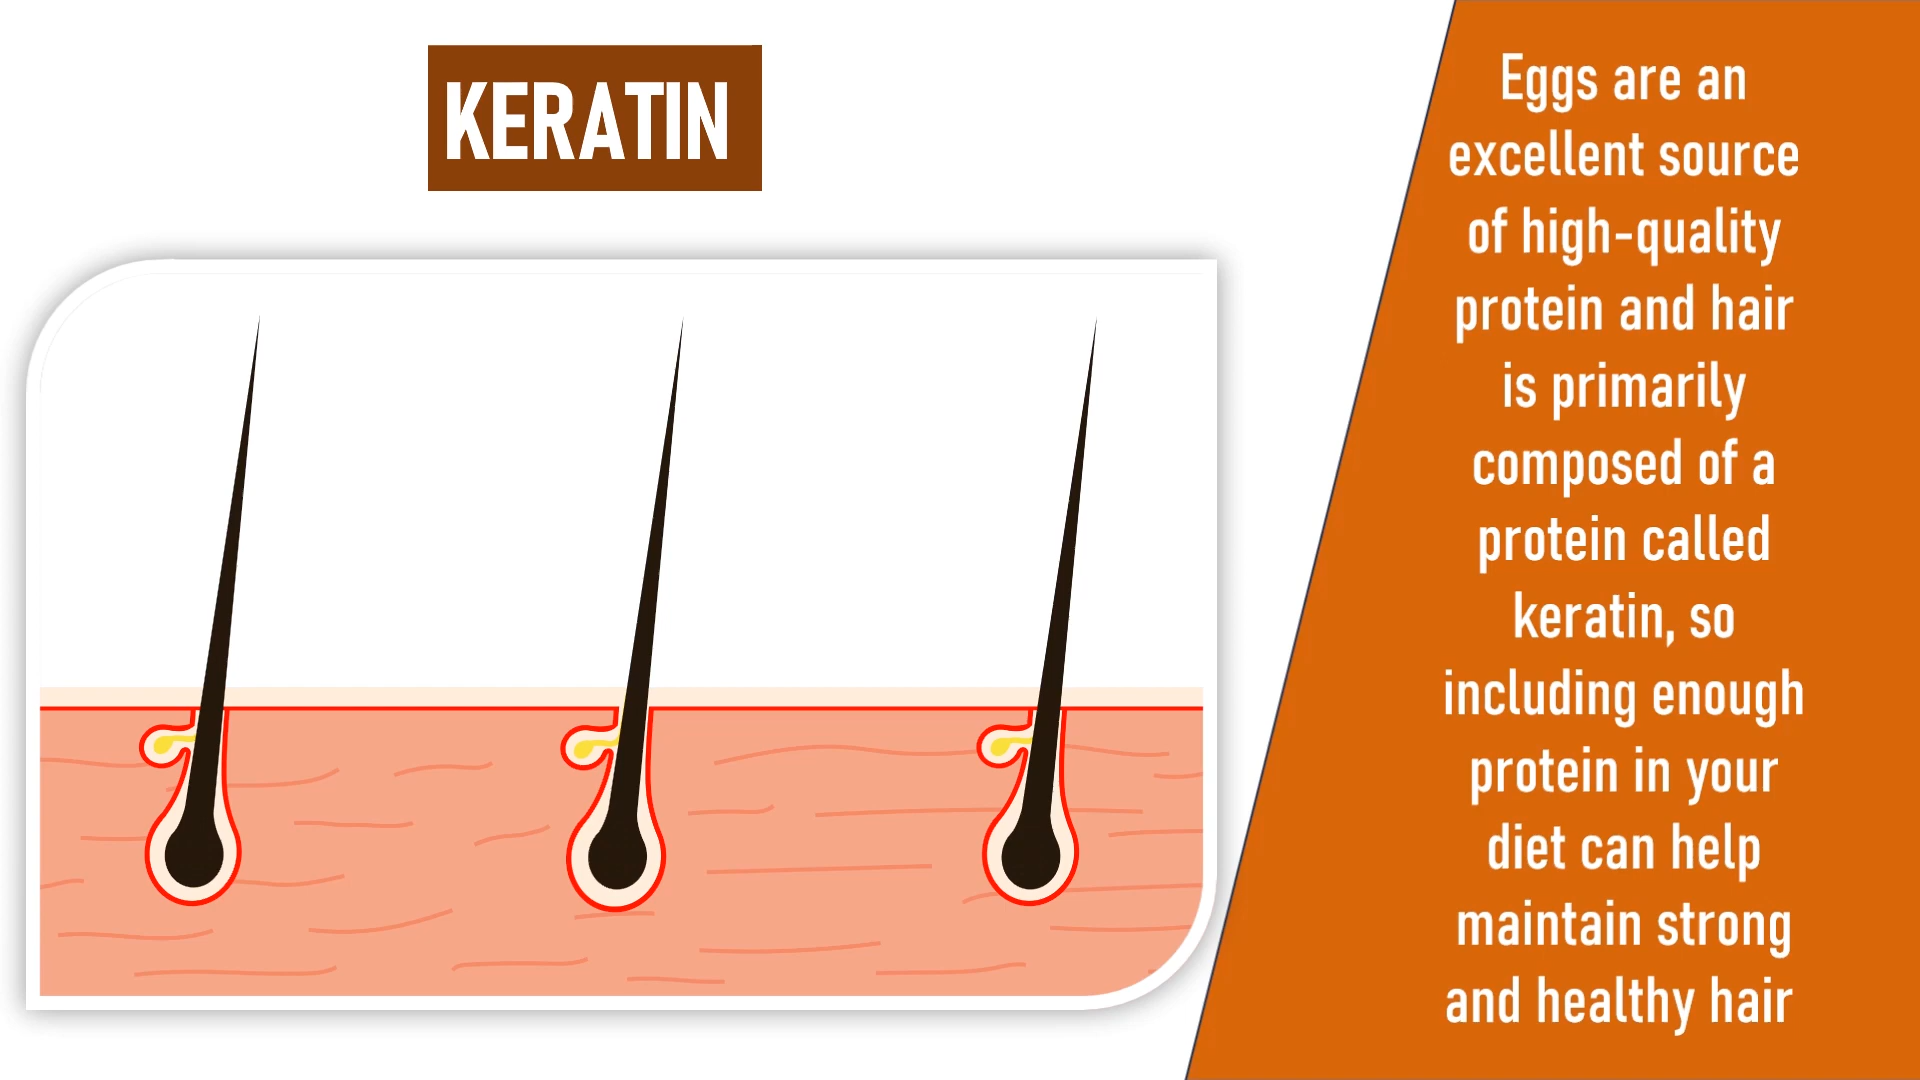 KERATIN
Eggs are an
excellent source
of high-quality
protein and hair
is primarily
composed of a
protein called
keratin, so
including enough
protein in your
diet can help
maintain strong
and healthy hair